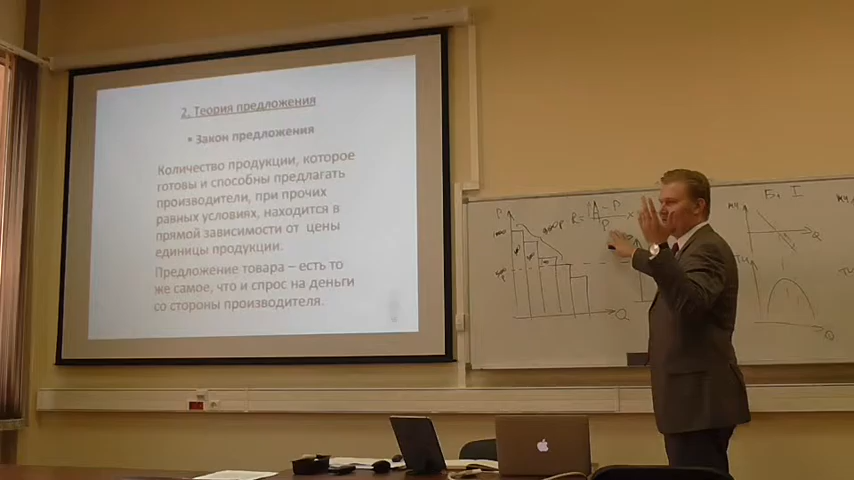 2. Теория предложения
• Закон предложения
Количество продукции, которое
готовы и способны предлагать
производители, при прочих
равных условиях, находится в
прямой зависимости от цены
единицы продукции.
Предложение товара – есть то
же самое, что и спрос на деньги
со стороны производителя.
Q
Q
Q